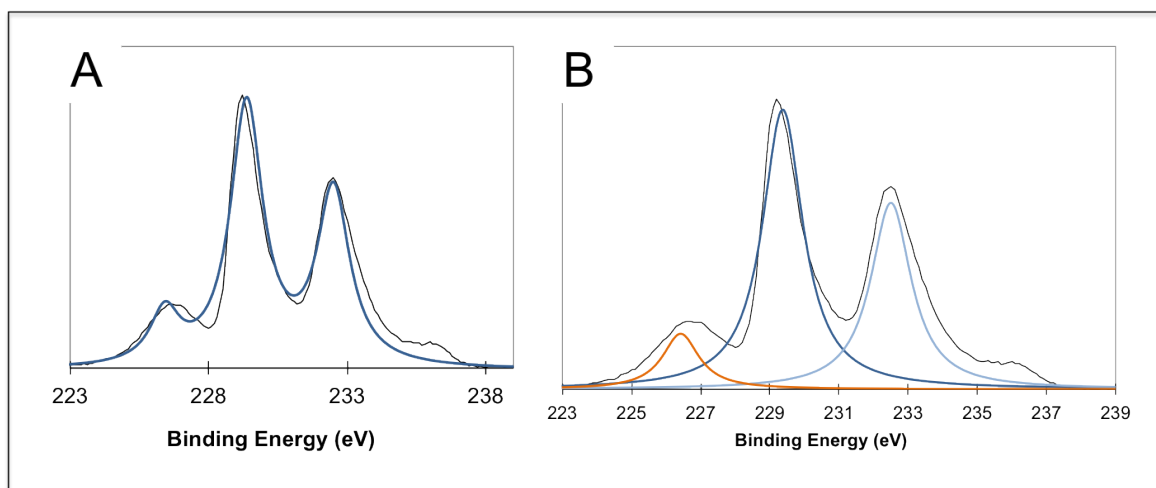 A
B
223 228 233 238
Binding Energy (eV)
223 225 227 229 231 233 235 237 239
Binding Energy (eV)